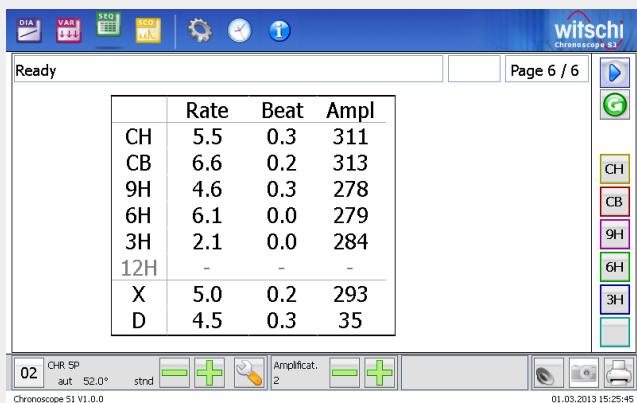 DIA VAR SEQ SCO witschi
Chronoscope S1
Ready Page 6 / 6
Rate Beat Ampl
CH 5.5 0.3 311
CB 6.6 0.2 313
9H 4.6 0.3 278
6H 6.1 0.0 279
3H 2.1 0.0 284
12H - - -
X 5.0 0.2 293
D 4.5 0.3 35
G
CH
CB
9H
6H
3H
02 CHR 5P
aut 52.0° stnd
Amplificat.
2
Chronoscope S1 V1.0.0 01.03.2013 15:25:45